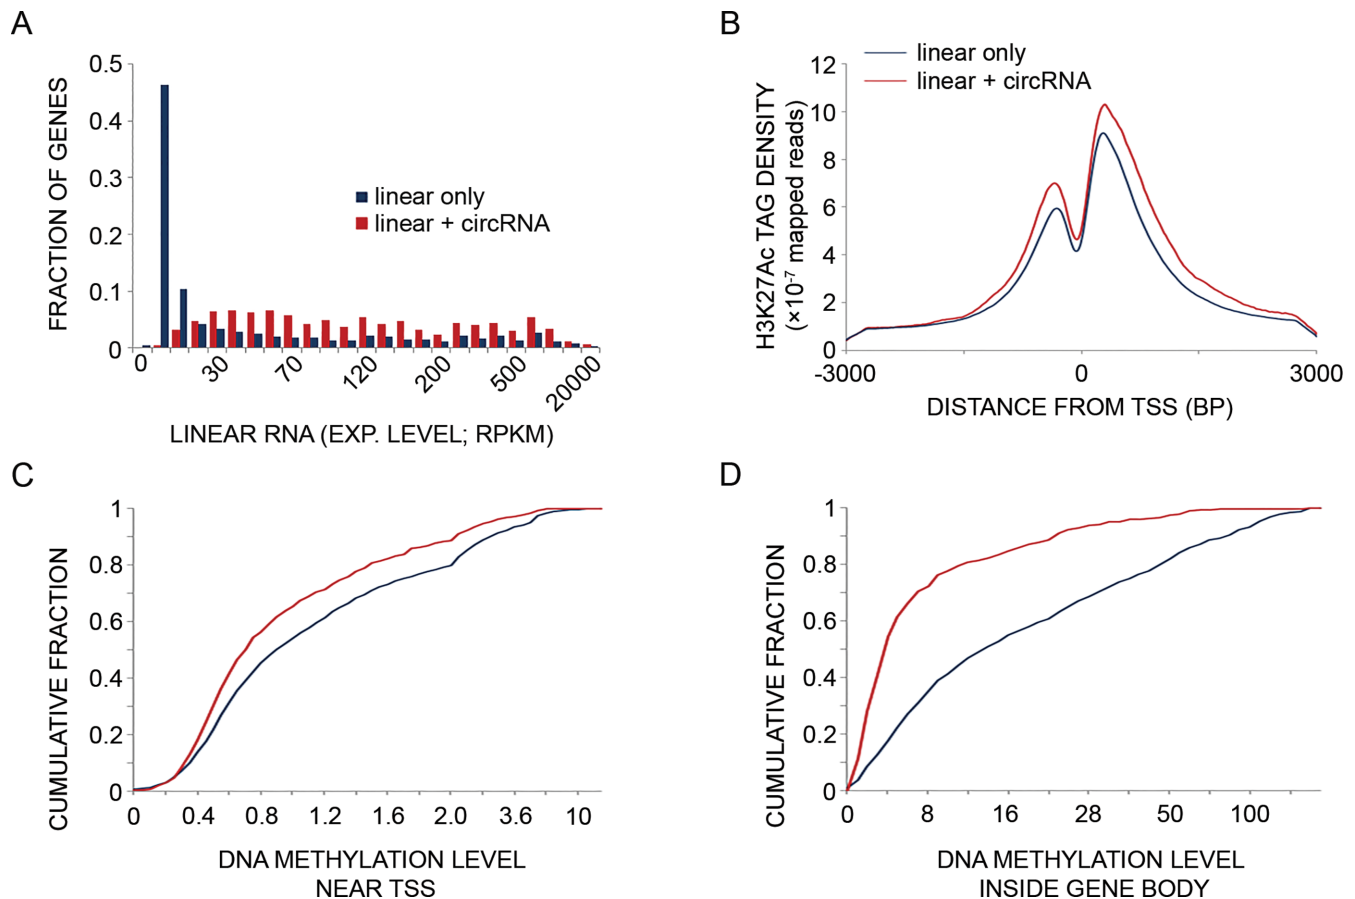 A
FRACTION OF GENES
0.5
0.4
0.3
0.2
0.1
0
linear only
linear + circRNA
0 30 70 120 200 500 20000
LINEAR RNA (EXP. LEVEL; RPKM)
B
H3K27Ac TAG DENSITY
(×10⁻⁷ mapped reads)
linear only
linear + circRNA
12
10
8
6
4
2
0
-3000 0 3000
DISTANCE FROM TSS (BP)
C
CUMULATIVE FRACTION
1
0.8
0.6
0.4
0.2
0
0 0.4 0.8 1.2 1.6 2.0 3.6 10
DNA METHYLATION LEVEL
NEAR TSS
D
CUMULATIVE FRACTION
1
0.8
0.6
0.4
0.2
0
0 8 16 28 50 100
DNA METHYLATION LEVEL
INSIDE GENE BODY